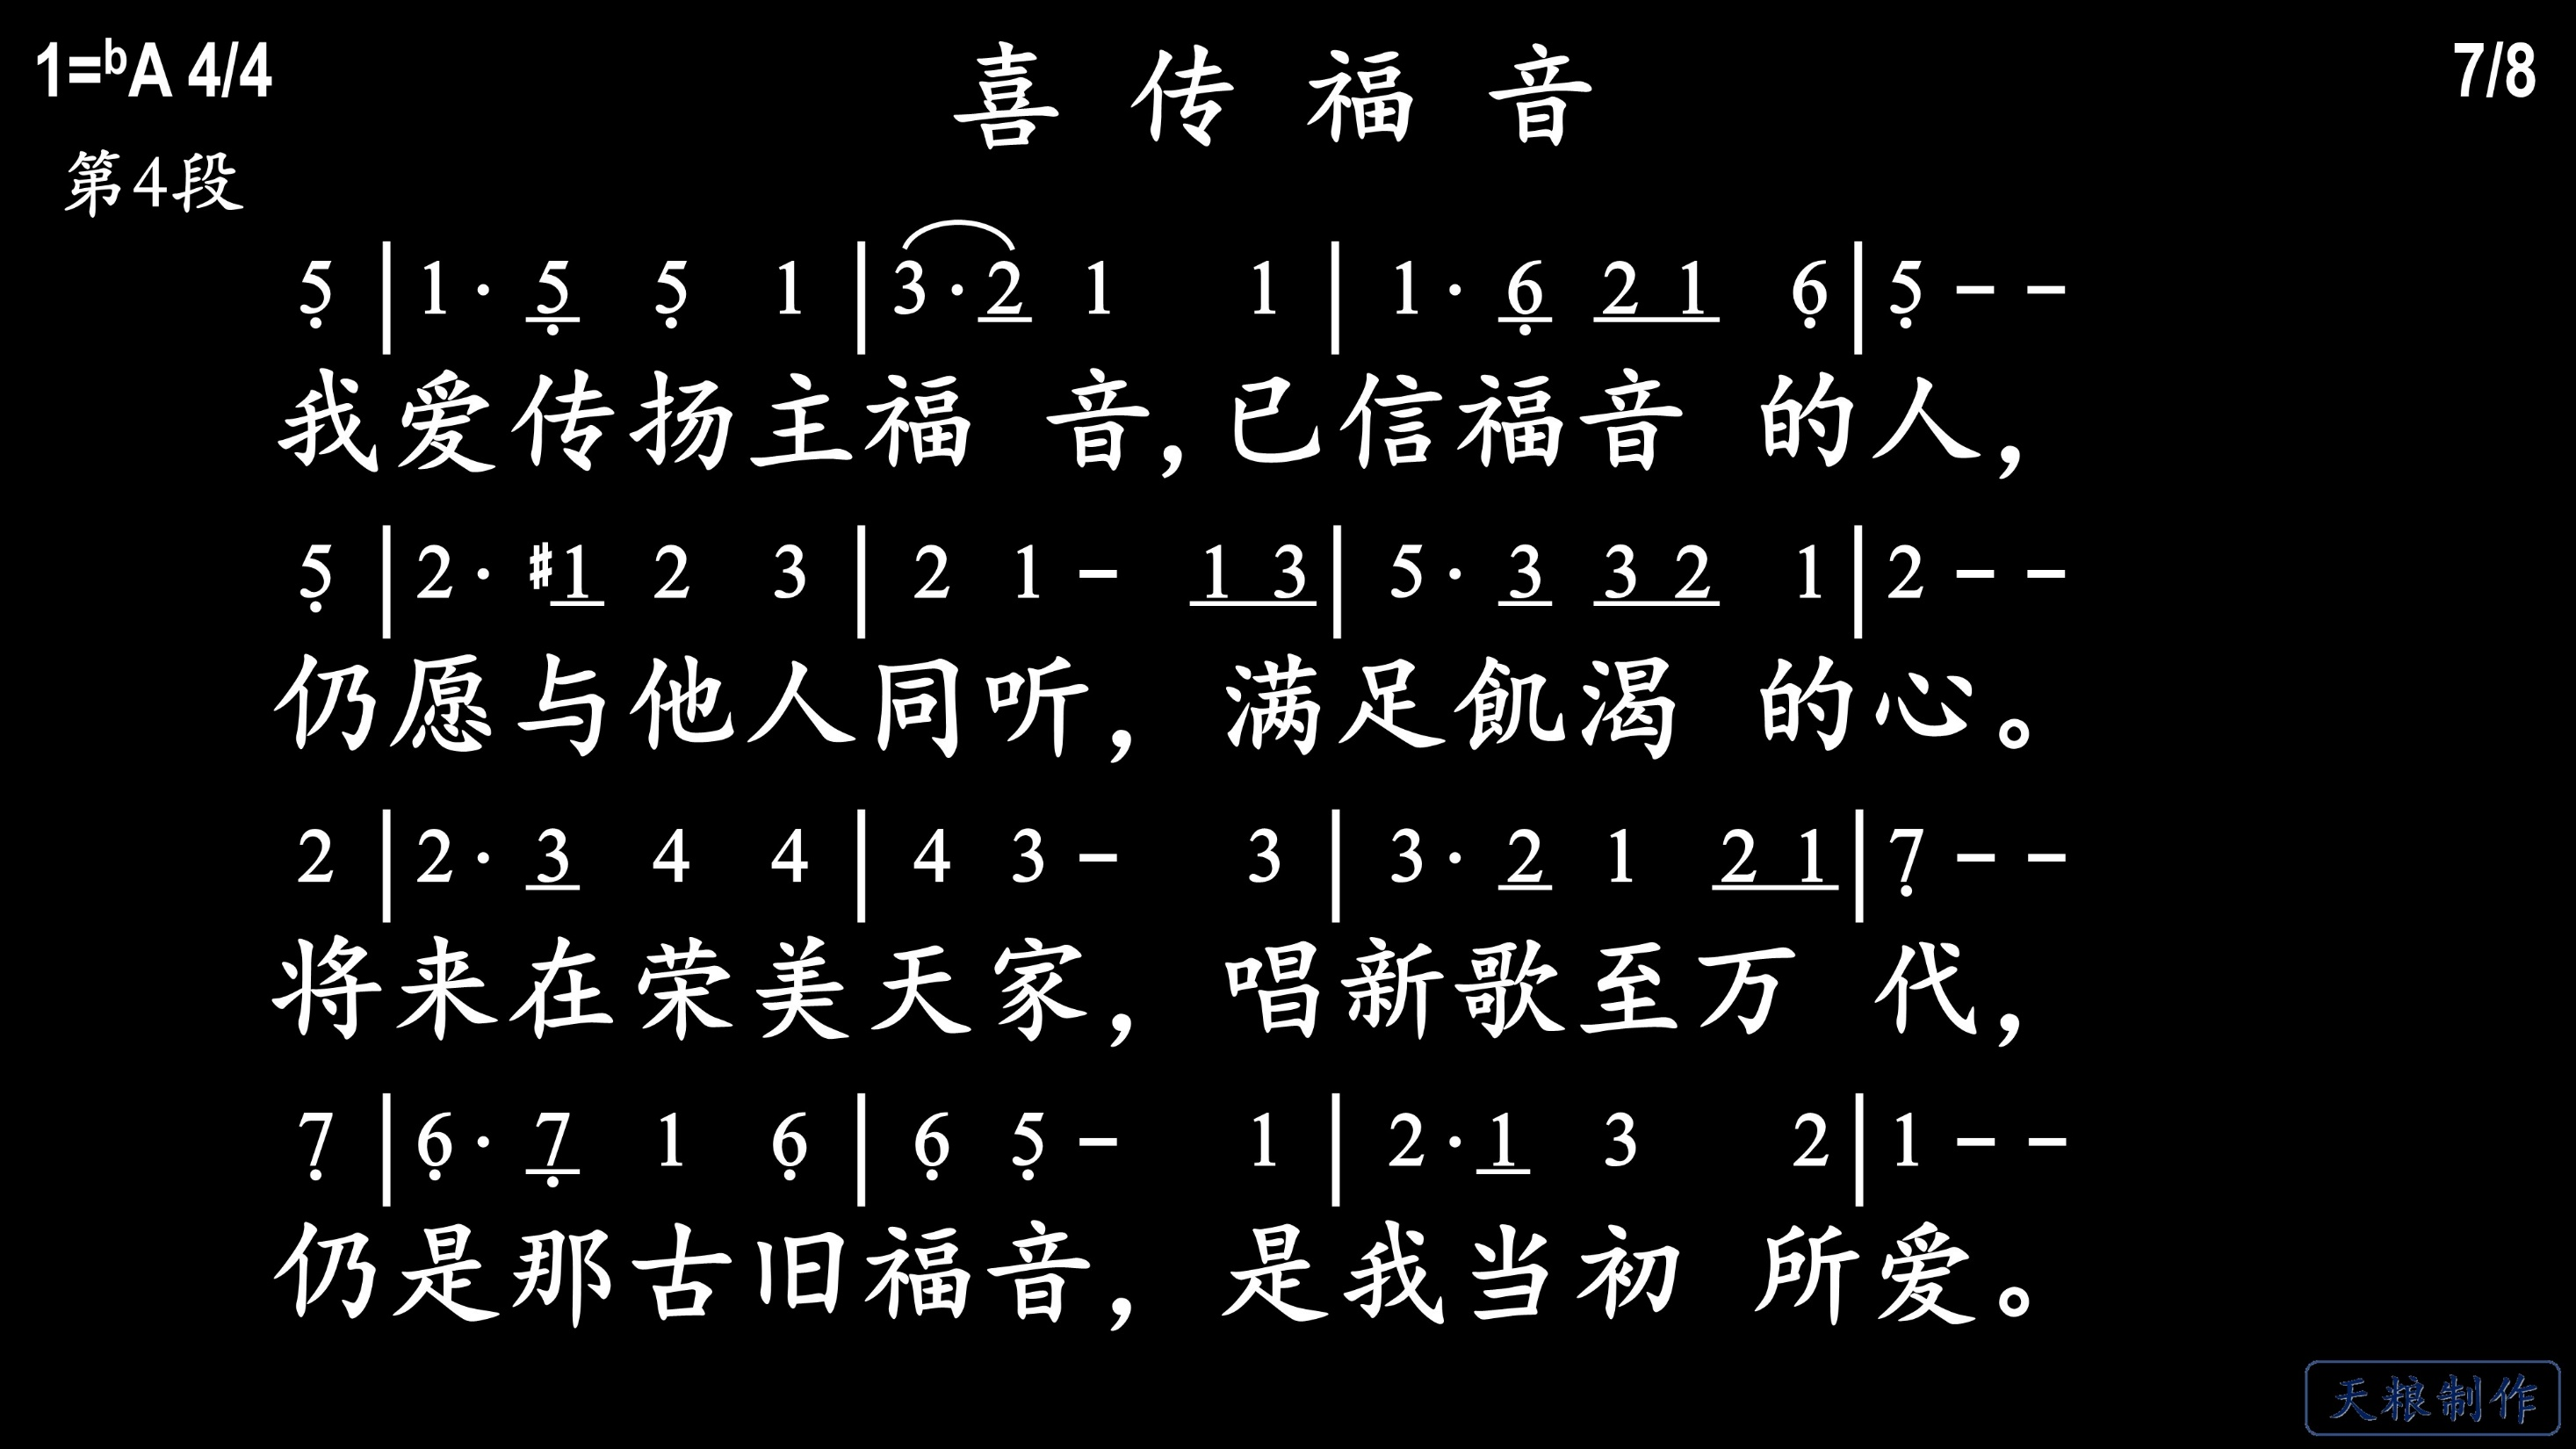 1=ᵇA 4/4
喜传福音
7/8
第4段
5̣ | 1· 5̣ 5̣ 1 | 3·2 1 1 | 1· 6̣ 2 1 6̣ | 5̣ – –
我爱传扬主福 音,已信福音 的人,
5̣ | 2· #1 2 3 | 2 1 – 1 3 | 5· 3 3 2 1 | 2 – –
仍愿与他人同听, 满足飢渴 的心。
2 | 2· 3 4 4 | 4 3 – 3 | 3· 2 1 2 1 | 7̣ – –
将来在荣美天家, 唱新歌至万 代,
7̣ | 6̣· 7̣ 1 6̣ | 6̣ 5̣ – 1 | 2·1 3 2 | 1 – –
仍是那古旧福音, 是我当初 所爱。
天粮制作